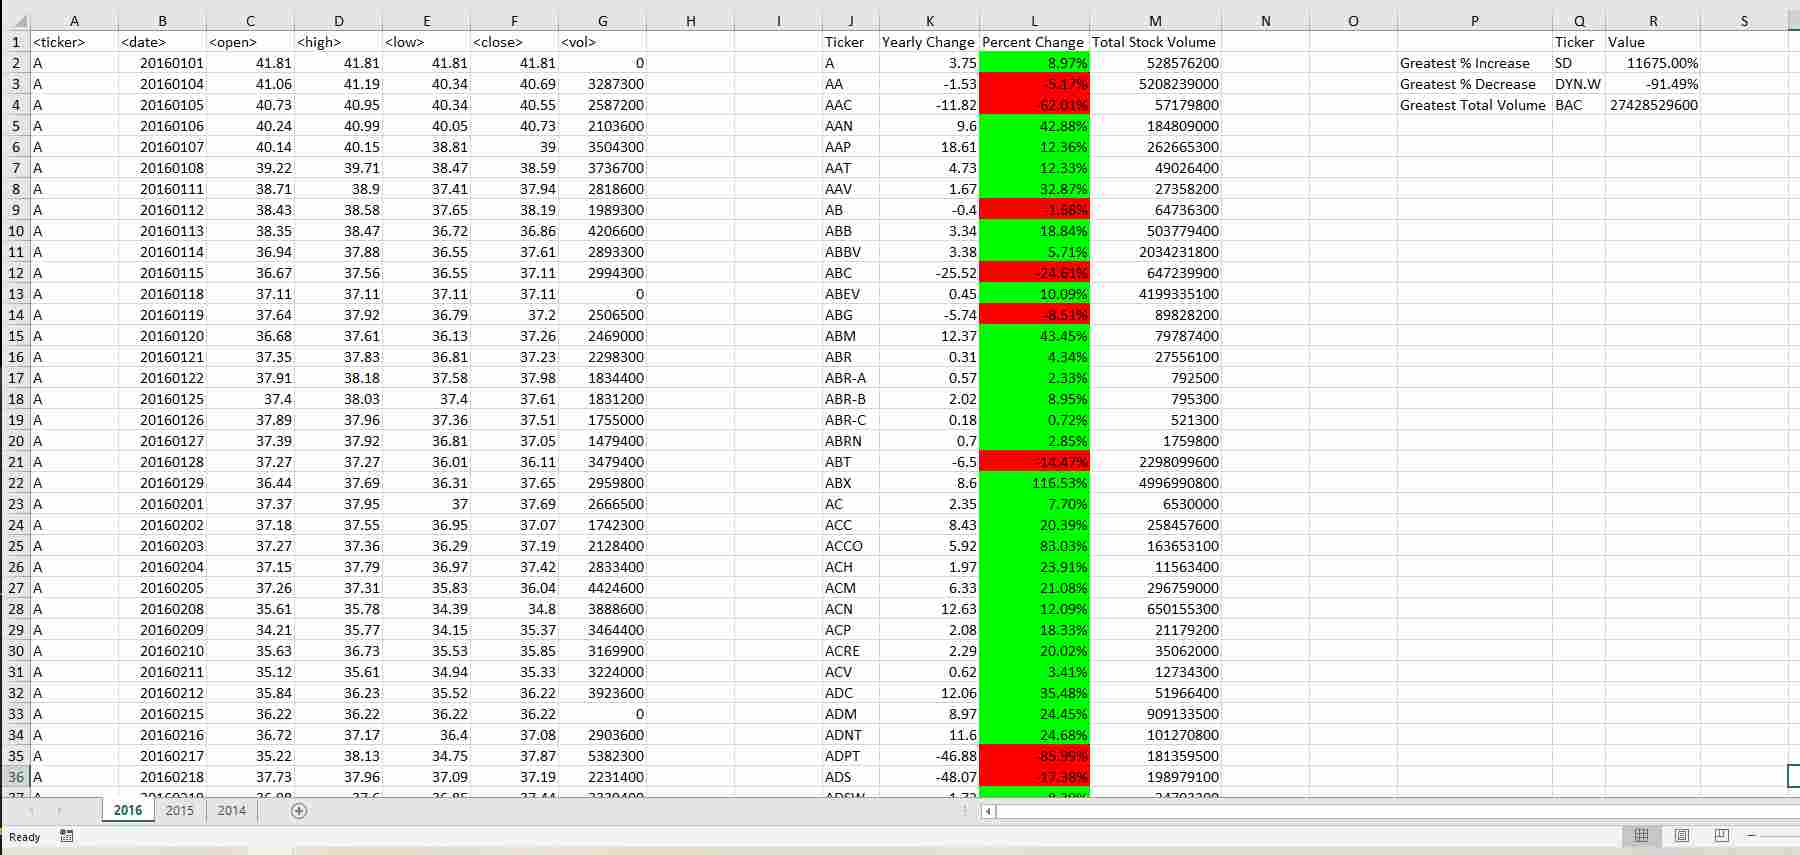 A B C D E F G H I J K L M N O P Q R S
1 <ticker> <date> <open> <high> <low> <close> <vol> Ticker Yearly Change Percent Change Total Stock Volume Ticker Value
2 A 20160101 41.81 41.81 41.81 41.81 0 A 3.75 8.97% 528576200 Greatest % Increase SD 11675.00%
3 A 20160104 41.06 41.19 40.34 40.69 3287300 AA -1.53 -5.17% 5208239000 Greatest % Decrease DYN.W -91.49%
4 A 20160105 40.73 40.95 40.34 40.55 2587200 AAC -11.82 -62.01% 57179800 Greatest Total Volume BAC 27428529600
5 A 20160106 40.24 40.99 40.05 40.73 2103600 AAN 9.6 42.88% 184809000
6 A 20160107 40.14 40.15 38.81 39 3504300 AAP 18.61 12.36% 262665300
7 A 20160108 39.22 39.71 38.47 38.59 3736700 AAT 4.73 12.33% 49026400
8 A 20160111 38.71 38.9 37.41 37.94 2818600 AAV 1.67 32.87% 27358200
9 A 20160112 38.43 38.58 37.65 38.19 1989300 AB -0.4 -1.68% 64736300
10 A 20160113 38.35 38.47 36.72 36.86 4206600 ABB 3.34 18.84% 503779400
11 A 20160114 36.94 37.88 36.55 37.61 2893300 ABBV 3.38 5.71% 2034231800
12 A 20160115 36.67 37.56 36.55 37.11 2994300 ABC -25.52 -24.61% 647239900
13 A 20160118 37.11 37.11 37.11 37.11 0 ABEV 0.45 10.09% 4199335100
14 A 20160119 37.64 37.92 36.79 37.2 2506500 ABG -5.74 -8.51% 89828200
15 A 20160120 36.68 37.61 36.13 37.26 2469000 ABM 12.37 43.45% 79787400
16 A 20160121 37.35 37.83 36.81 37.23 2298300 ABR 0.31 4.34% 27556100
17 A 20160122 37.91 38.18 37.58 37.98 1834400 ABR-A 0.57 2.33% 792500
18 A 20160125 37.4 38.03 37.4 37.61 1831200 ABR-B 2.02 8.95% 795300
19 A 20160126 37.89 37.96 37.36 37.51 1755000 ABR-C 0.18 0.72% 521300
20 A 20160127 37.39 37.92 36.81 37.05 1479400 ABRN 0.7 2.85% 1759800
21 A 20160128 37.27 37.27 36.01 36.11 3479400 ABT -6.5 -14.47% 2298099600
22 A 20160129 36.44 37.69 36.31 37.65 2959800 ABX 8.6 116.53% 4996990800
23 A 20160201 37.37 37.95 37 37.69 2666500 AC 2.35 7.70% 6530000
24 A 20160202 37.18 37.55 36.95 37.07 1742300 ACC 8.43 20.39% 258457600
25 A 20160203 37.27 37.36 36.29 37.19 2128400 ACCO 5.92 83.03% 163653100
26 A 20160204 37.15 37.79 36.97 37.42 2833400 ACH 1.97 23.91% 11563400
27 A 20160205 37.26 37.31 35.83 36.04 4424600 ACM 6.33 21.08% 296759000
28 A 20160208 35.61 35.78 34.39 34.8 3888600 ACN 12.63 12.09% 650155300
29 A 20160209 34.21 35.77 34.15 35.37 3464400 ACP 2.08 18.33% 21179200
30 A 20160210 35.63 36.73 35.53 35.85 3169900 ACRE 2.29 20.02% 35062000
31 A 20160211 35.12 35.61 34.94 35.33 3224000 ACV 0.62 3.41% 12734300
32 A 20160212 35.84 36.23 35.52 36.22 3923600 ADC 12.06 35.48% 51966400
33 A 20160215 36.22 36.22 36.22 36.22 0 ADM 8.97 24.45% 909133500
34 A 20160216 36.72 37.17 36.4 37.08 2903600 ADNT 11.6 24.68% 101270800
35 A 20160217 35.22 38.13 34.75 37.87 5382300 ADPT -46.88 -85.99% 181359500
36 A 20160218 37.73 37.96 37.09 37.19 2231400 ADS -48.07 -17.38% 198979100
2016 2015 2014
Ready